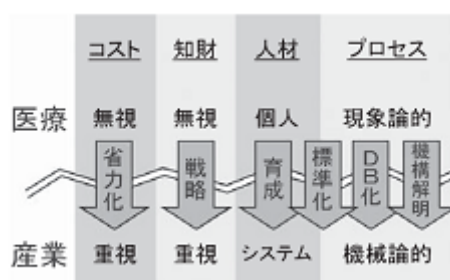 コスト 知財 人材 プロセス
医療 無視 無視 個人 現象論的
省力化 戦略 育成 標準化 DB化 機構解明
産業 重視 重視 システム 機械論的